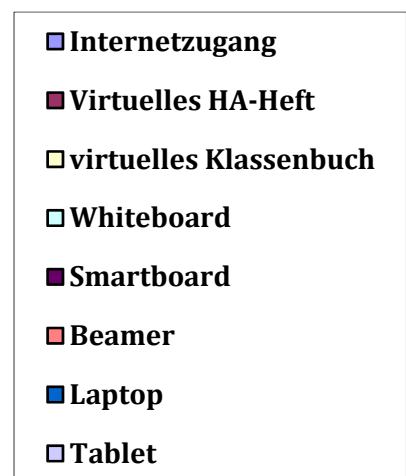 Internetzugang
Virtuelles HA-Heft
virtuelles Klassenbuch
Whiteboard
Smartboard
Beamer
Laptop
Tablet